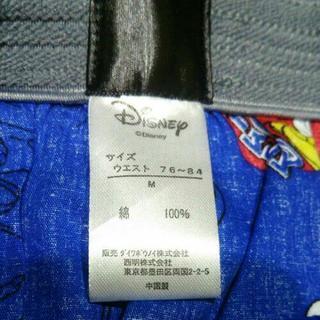 Disney
©Disney
サイズ
ウエスト 76~84
M
綿 100%
販売 ダイワボウノイ株式会社
西明株式会社
東京都墨田区両国2-2-5
中国製